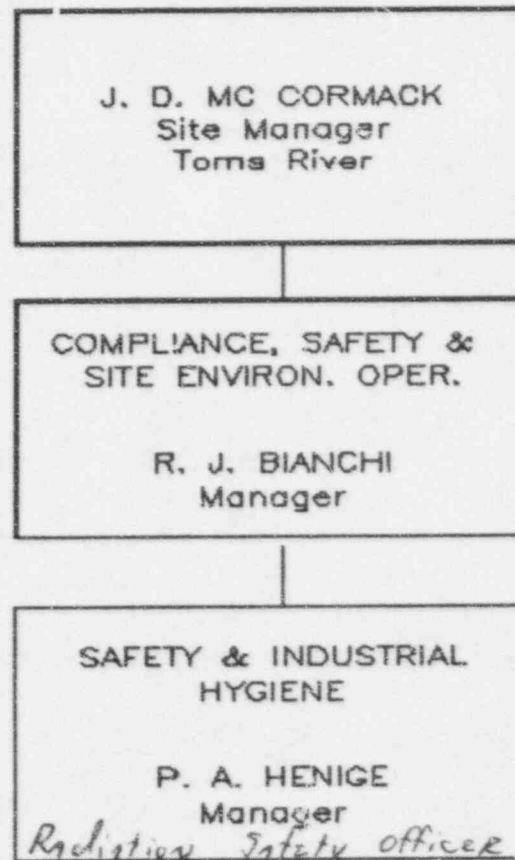 J. D. MC CORMACK
Site Manager
Toms River
COMPLIANCE, SAFETY &
SITE ENVIRON. OPER.
R. J. BIANCHI
Manager
SAFETY & INDUSTRIAL
HYGIENE
P. A. HENIGE
Manager
Radiation Safety Officer